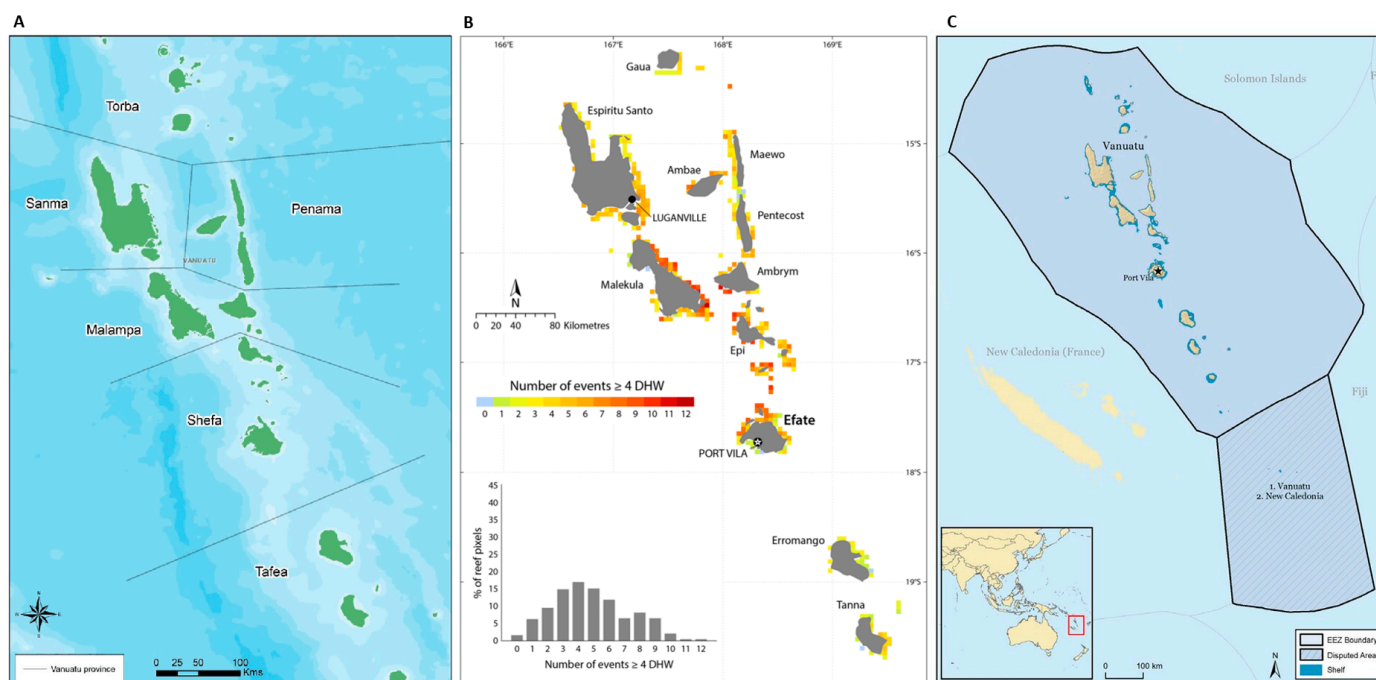 A
B
C
Torba
Sanma
Penama
VANUATU
Malampa
Shefa
Tafea
N
W
E
S
Vanuatu province
0 25 50 100
Kms
166°E 167°E 168°E 169°E
Gaua
Espiritu Santo
15°S
Maewo
Ambae
LUGANVILLE
Pentecost
16°S
Malekula
Ambrym
N
0 20 40 80 Kilometres
Epi
17°S
Number of events ≥ 4 DHW
0 1 2 3 4 5 6 7 8 9 10 11 12
Efate
PORT VILA
18°S
45
40
35
30
25
20
15
10
5
0
% of reef pixels
0 1 2 3 4 5 6 7 8 9 10 11 12
Number of events ≥ 4 DHW
Erromango
19°S
Tanna
Solomon Islands
F
Vanuatu
Port Vila
New Caledonia (France)
Fiji
1. Vanuatu
2. New Caledonia
0 100 km
N
EEZ Boundary
Disputed Area
Shelf